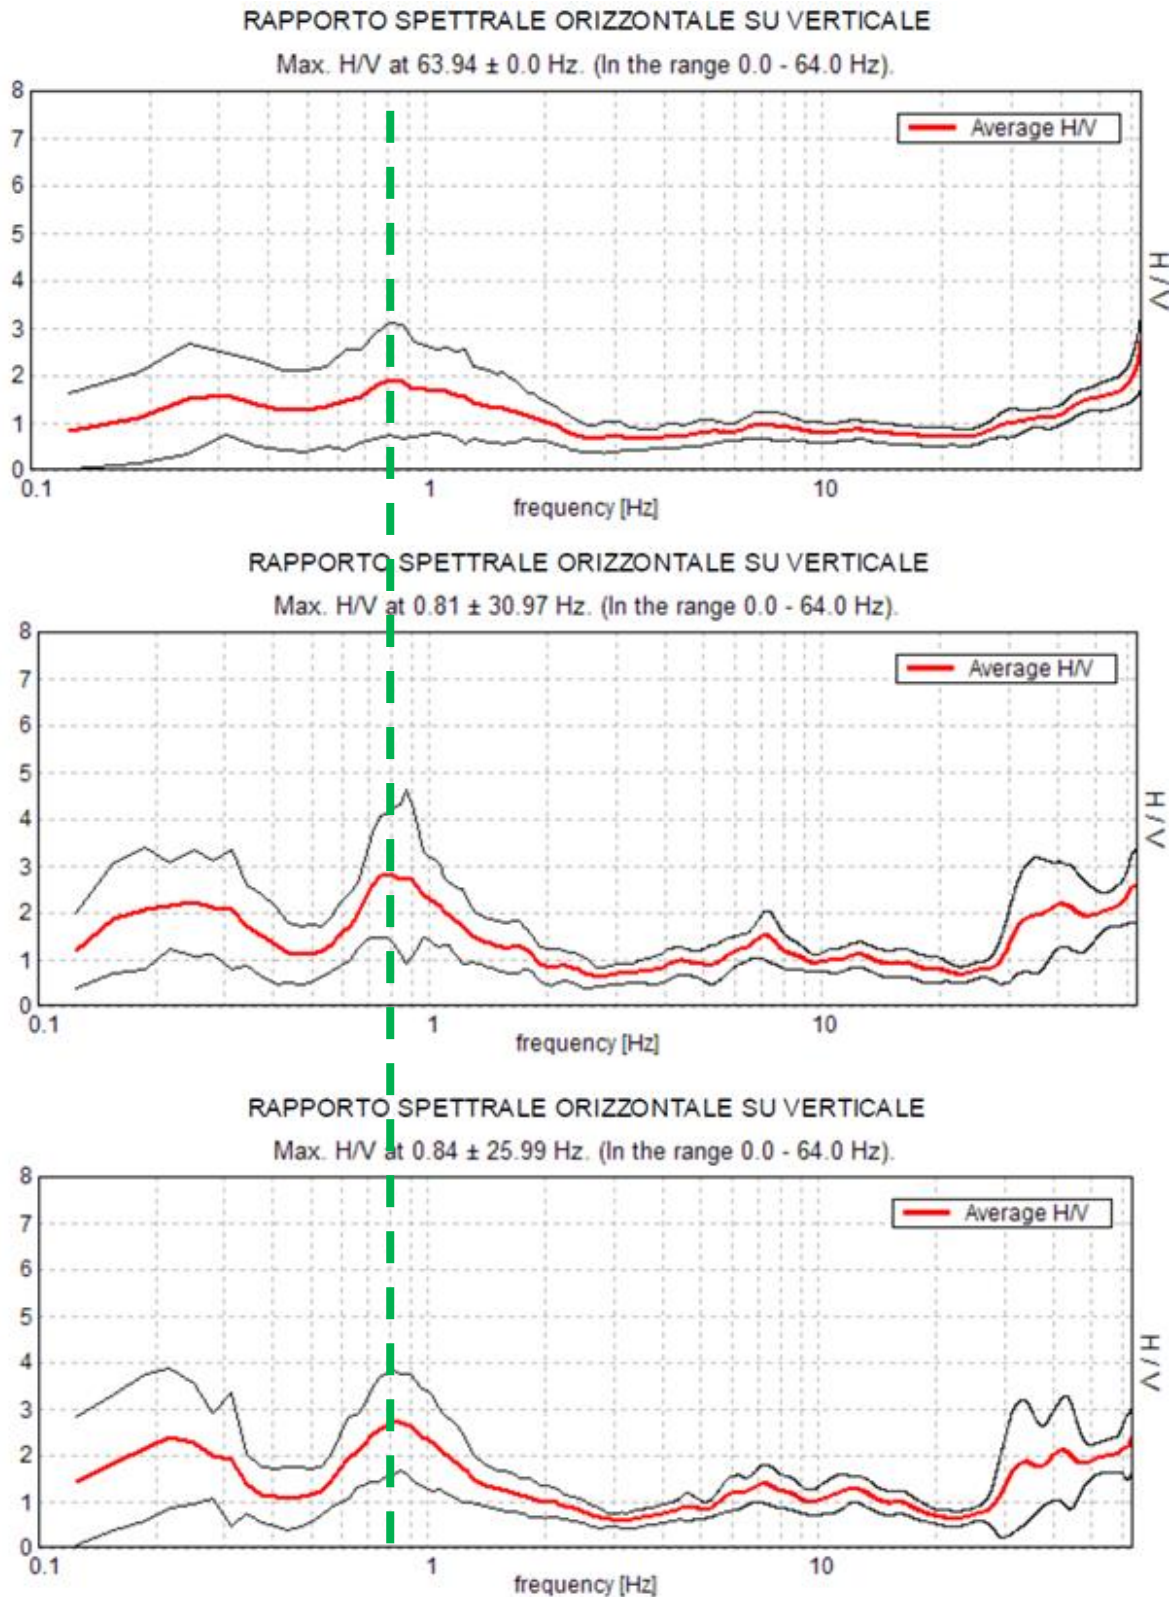 RAPPORTO SPETTRALE ORIZZONTALE SU VERTICALE
Max. H/V at 63.94 ± 0.0 Hz. (In the range 0.0 - 64.0 Hz).
8
7
6
5
4
3
2
1
0
Average H/V
H / V
0.1 1 10
frequency [Hz]
RAPPORTO SPETTRALE ORIZZONTALE SU VERTICALE
Max. H/V at 0.81 ± 30.97 Hz. (In the range 0.0 - 64.0 Hz).
8
7
6
5
4
3
2
1
0
Average H/V
H / V
0.1 1 10
frequency [Hz]
RAPPORTO SPETTRALE ORIZZONTALE SU VERTICALE
Max. H/V at 0.84 ± 25.99 Hz. (In the range 0.0 - 64.0 Hz).
8
7
6
5
4
3
2
1
0
Average H/V
H / V
0.1 1 10
frequency [Hz]